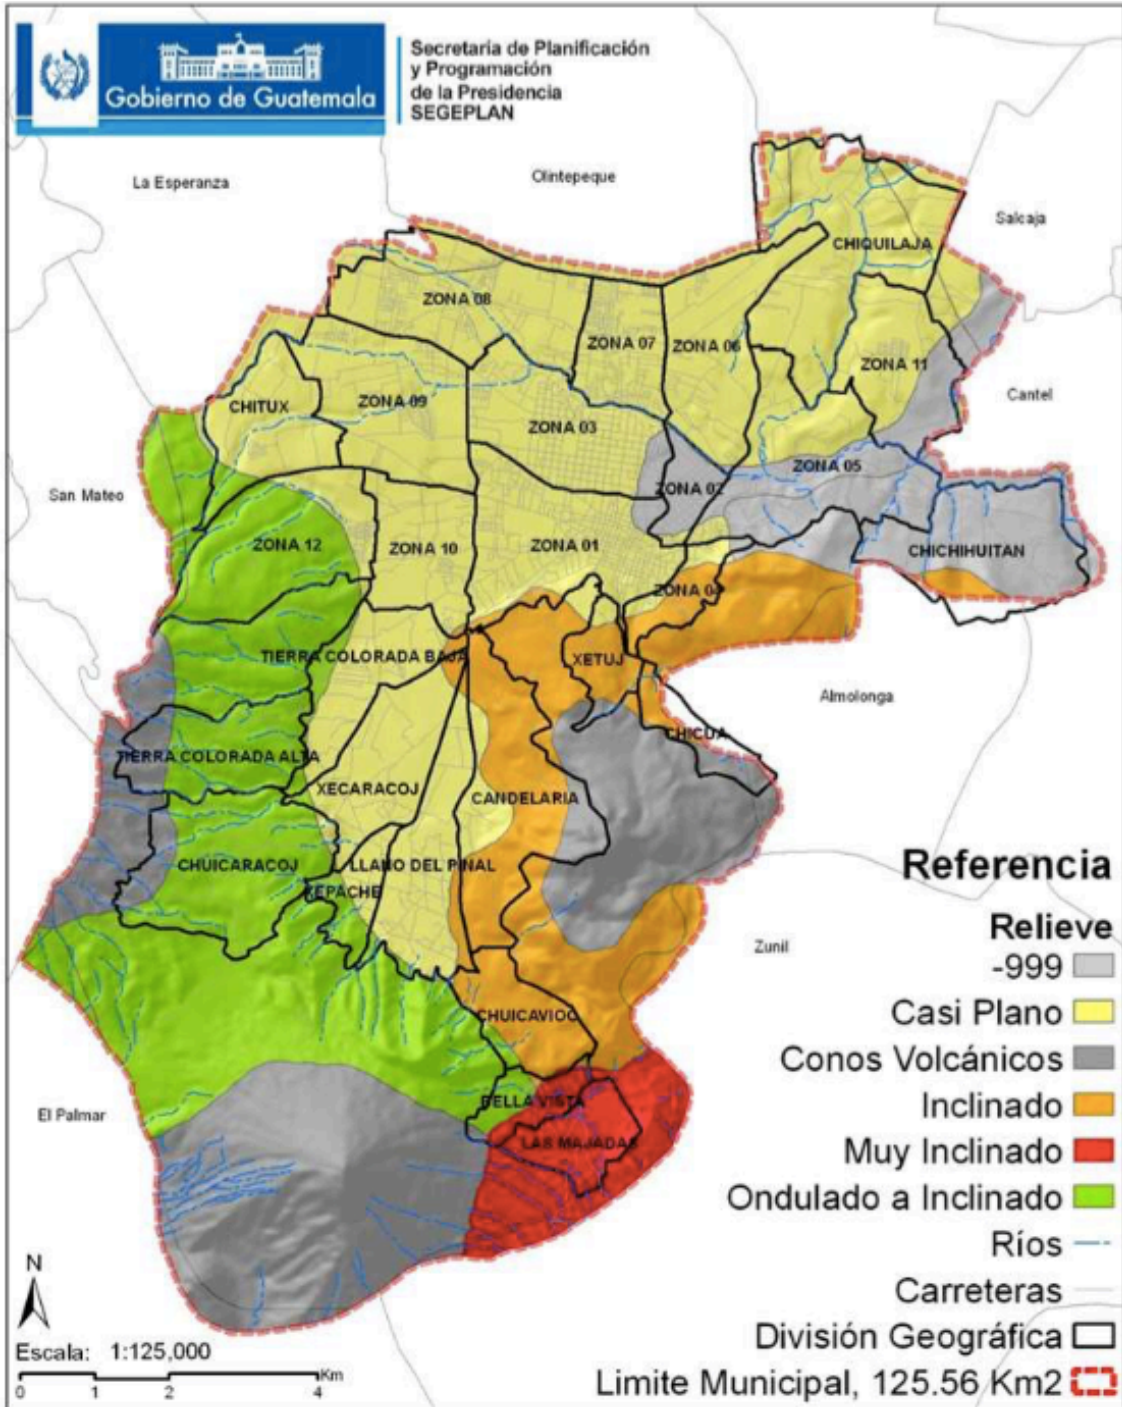 Gobierno de Guatemala
Secretaria de Planificación
y Programación
de la Presidencia
SEGEPLAN
La Esperanza
Olintepeque
Salcaja
CHIQUILAJA
ZONA 08
ZONA 07
ZONA 06
ZONA 11
Cantel
CHITUX
ZONA 09
ZONA 03
ZONA 05
San Mateo
ZONA 02
ZONA 12
ZONA 10
ZONA 01
CHICHIHUITAN
ZONA 04
TIERRA COLORADA BAJA
XETUJ
Almolonga
CHICUA
TIERRA COLORADA ALTA
XECARACOJ
CANDELARIA
CHUICARACOJ
LLANO DEL PINAL
XEPACHE
Zunil
CHUICAVIOC
El Palmar
BELLA VISTA
LAS MAJADAS
Referencia
Relieve
-999
Casi Plano
Conos Volcánicos
Inclinado
Muy Inclinado
Ondulado a Inclinado
Ríos
Carreteras
División Geográfica
Limite Municipal, 125.56 Km2
N
Escala: 1:125,000
Km
0 1 2 4